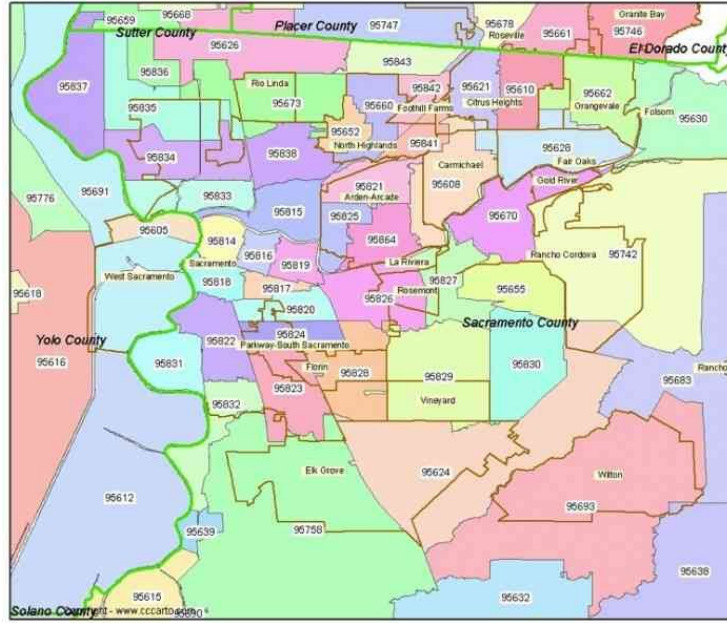 95659
95668
Placer County
95747
95678
Roseville
95661
Granite Bay
95746
Sutter County
95626
El Dorado County
95843
95837
95836
Rio Linda
95673
95842
Foothill Farms
95621
Citrus Heights
95610
95662
Orangevale
Folsom
95630
95835
95660
95652
North Highlands
95841
95834
95838
Carmichael
95628
Fair Oaks
Gold River
95776
95691
95833
95821
Arden-Arcade
95608
95815
95825
95670
95605
95814
Sacramento
95816
95864
95819
La Riviera
Rancho Cordova
95742
West Sacramento
95818
95817
95827
95655
Rosemont
95826
95618
95820
Sacramento County
Yolo County
95616
95822
95824
Parkway-South Sacramento
95831
Florin
95828
95829
95830
95823
Vineyard
95683
Rancho
95832
Elk Grove
95624
Wilton
95612
95693
95639
95758
95638
95615
95632
Solano County
- www.cccarto.com
95690